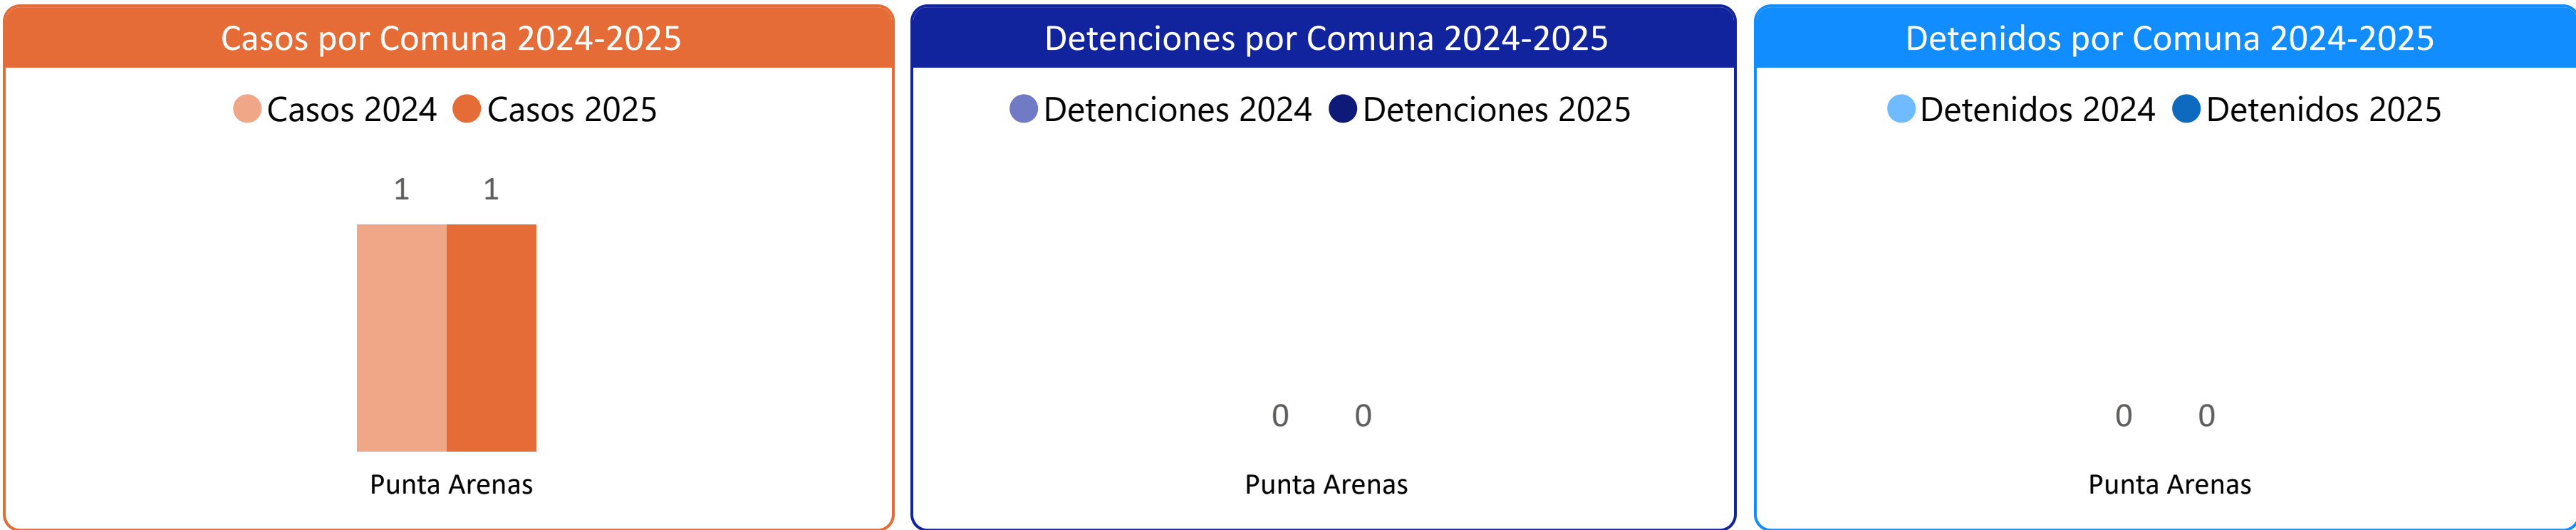 Casos por Comuna 2024-2025
Casos 2024 Casos 2025
1 1
Punta Arenas
Detenciones por Comuna 2024-2025
Detenciones 2024 Detenciones 2025
0 0
Punta Arenas
Detenidos por Comuna 2024-2025
Detenidos 2024 Detenidos 2025
0 0
Punta Arenas